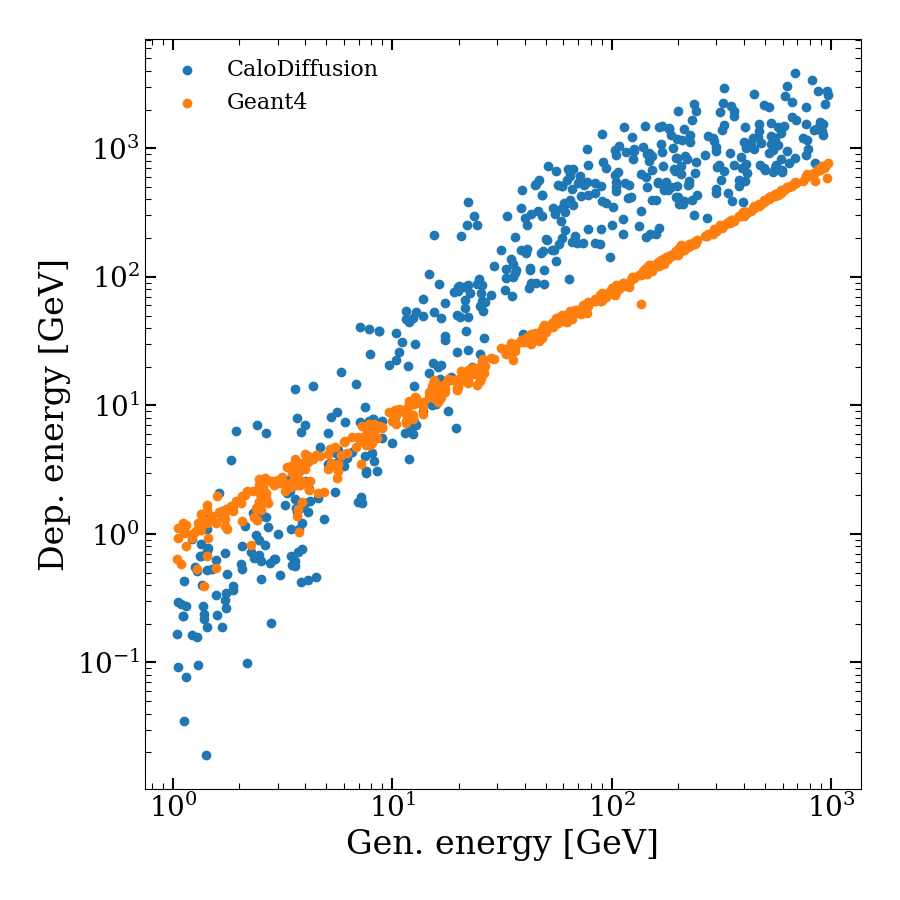 CaloDiffusion
Geant4
Dep. energy [GeV]
10³
10²
10¹
10⁰
10⁻¹
10⁰ 10¹ 10² 10³
Gen. energy [GeV]